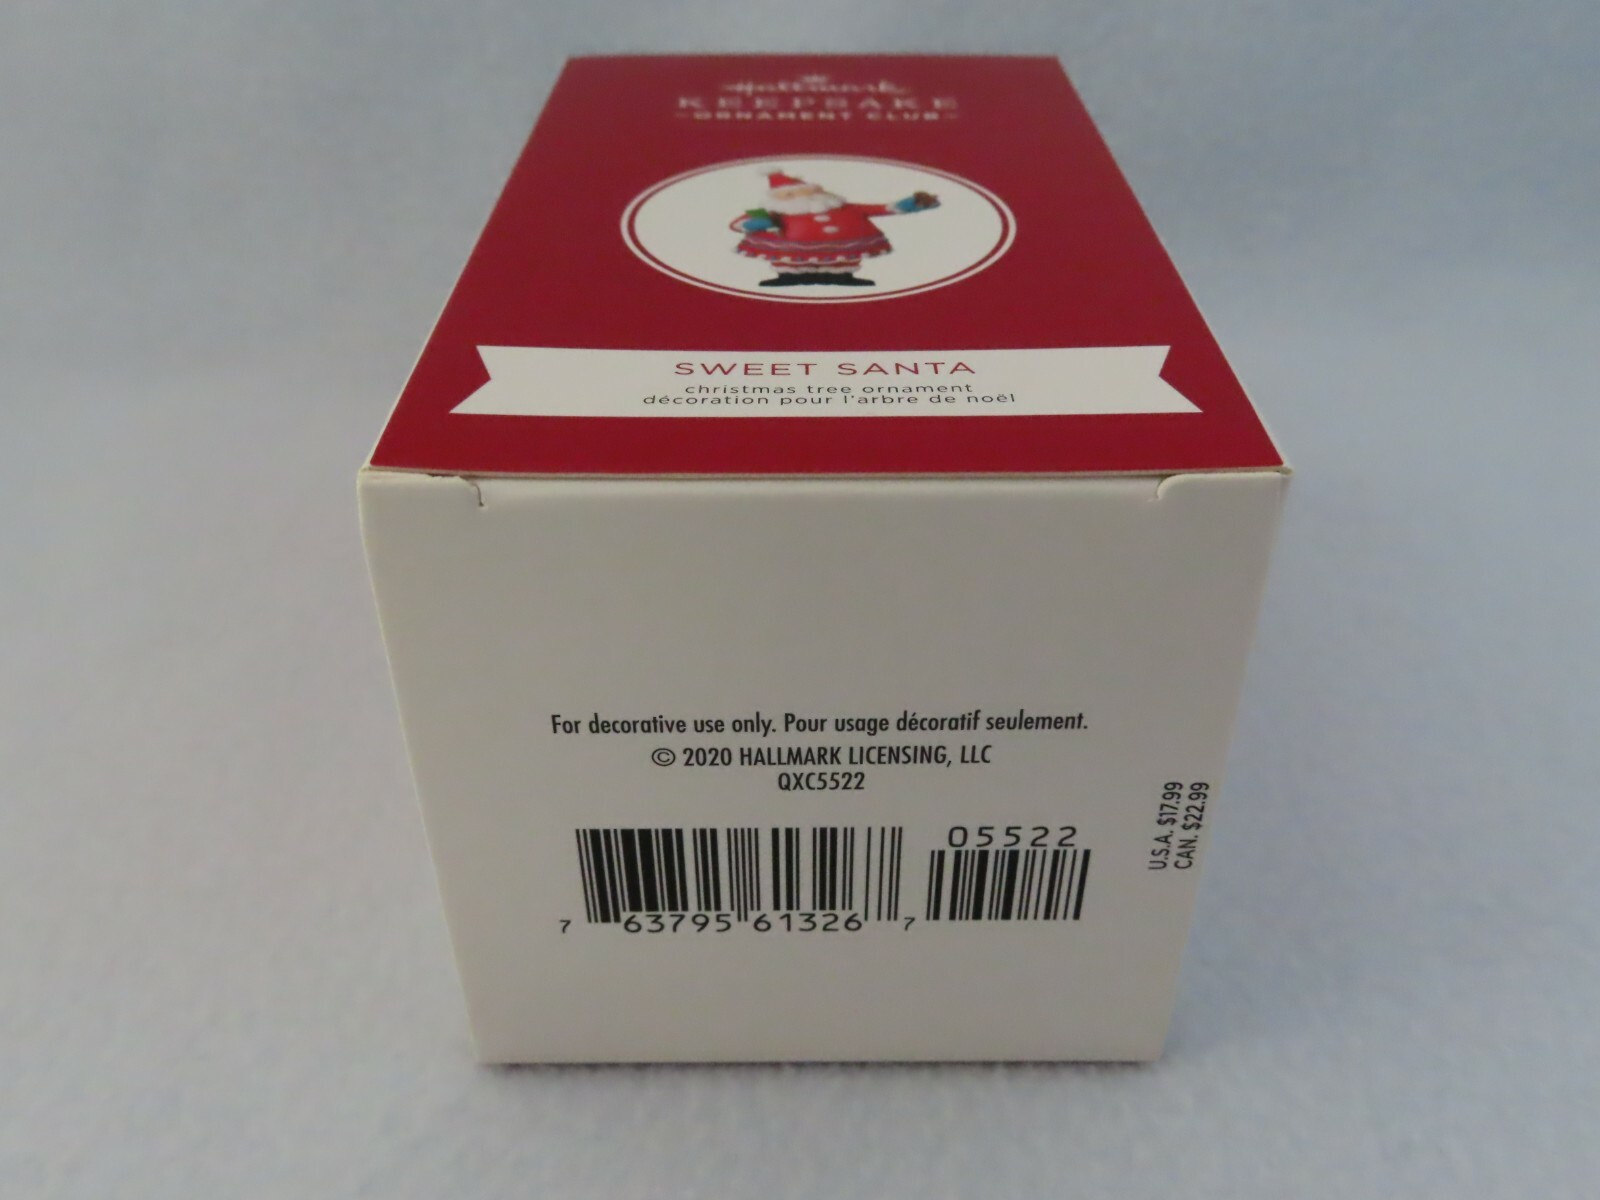 Hallmark
KEEPSAKE
-ORNAMENT CLUB-
SWEET SANTA
christmas tree ornament
décoration pour l'arbre de noël
For decorative use only. Pour usage décoratif seulement.
© 2020 HALLMARK LICENSING, LLC
QXC5522
05522
7 63795 61326 7
U.S.A. $17.99
CAN. $22.99